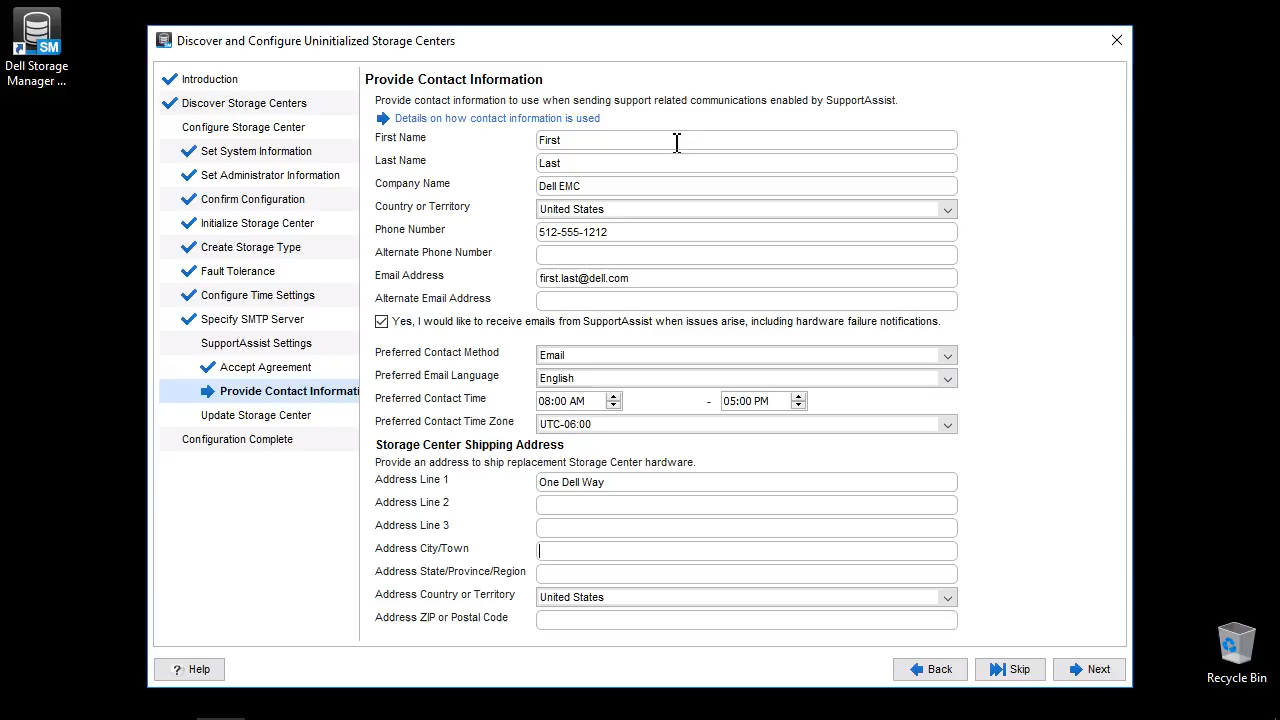 SM
Dell Storage
Manager ...
Discover and Configure Uninitialized Storage Centers
Introduction
Discover Storage Centers
Configure Storage Center
Set System Information
Set Administrator Information
Confirm Configuration
Initialize Storage Center
Create Storage Type
Fault Tolerance
Configure Time Settings
Specify SMTP Server
SupportAssist Settings
Accept Agreement
Provide Contact Informati
Update Storage Center
Configuration Complete
Provide Contact Information
Provide contact information to use when sending support related communications enabled by SupportAssist.
Details on how contact information is used
First Name First
Last Name Last
Company Name Dell EMC
Country or Territory United States
Phone Number 512-555-1212
Alternate Phone Number
Email Address first.last@dell.com
Alternate Email Address
Yes, I would like to receive emails from SupportAssist when issues arise, including hardware failure notifications.
Preferred Contact Method Email
Preferred Email Language English
Preferred Contact Time 08:00 AM - 05:00 PM
Preferred Contact Time Zone UTC-06:00
Storage Center Shipping Address
Provide an address to ship replacement Storage Center hardware.
Address Line 1 One Dell Way
Address Line 2
Address Line 3
Address City/Town
Address State/Province/Region
Address Country or Territory United States
Address ZIP or Postal Code
? Help
Back
Skip
Next
Recycle Bin